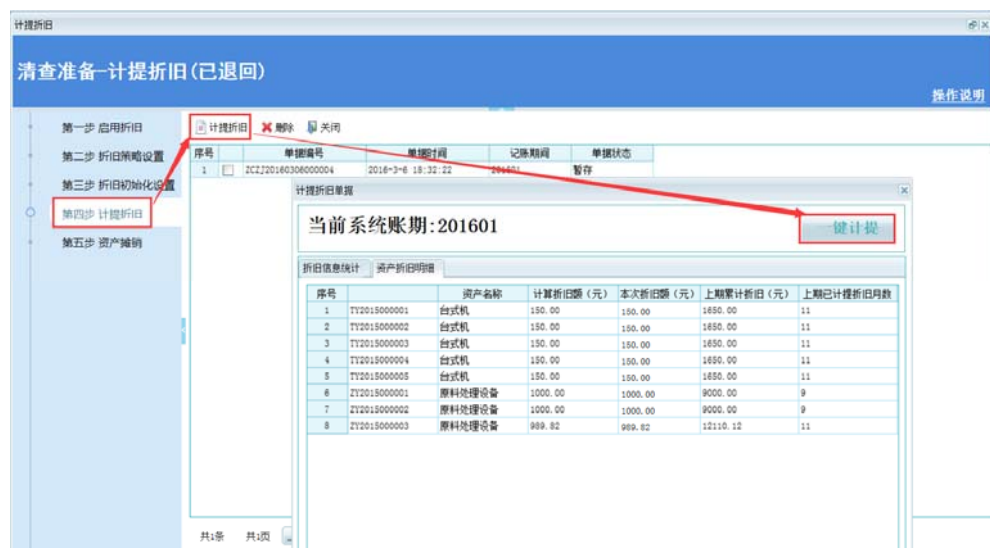 计提折旧
清查准备—计提折旧(已退回)
操作说明
第一步 启用折旧
第二步 折旧策略设置
第三步 折旧初始化设置
第四步 计提折旧
第五步 资产摊销
计提折旧 删除 关闭
序号 单据编号 单据时间 记账期间 单据状态
1 ZCZJ20160306000004 2016-3-6 18:32:22 201601 暂存
计提折旧单据
当前系统账期:201601
一键计提
折旧信息统计 资产折旧明细
序号 资产名称 计算折旧额（元） 本次折旧额（元） 上期累计折旧（元） 上期已计提折旧月数
1 TY2015000001 台式机 150.00 150.00 1650.00 11
2 TY2015000002 台式机 150.00 150.00 1650.00 11
3 TY2015000003 台式机 150.00 150.00 1650.00 11
4 TY2015000004 台式机 150.00 150.00 1650.00 11
5 TY2015000005 台式机 150.00 150.00 1650.00 11
6 ZY2015000001 原料处理设备 1000.00 1000.00 9000.00 9
7 ZY2015000002 原料处理设备 1000.00 1000.00 9000.00 9
8 ZY2015000003 原料处理设备 989.82 989.82 12110.12 11
共1条 共1页